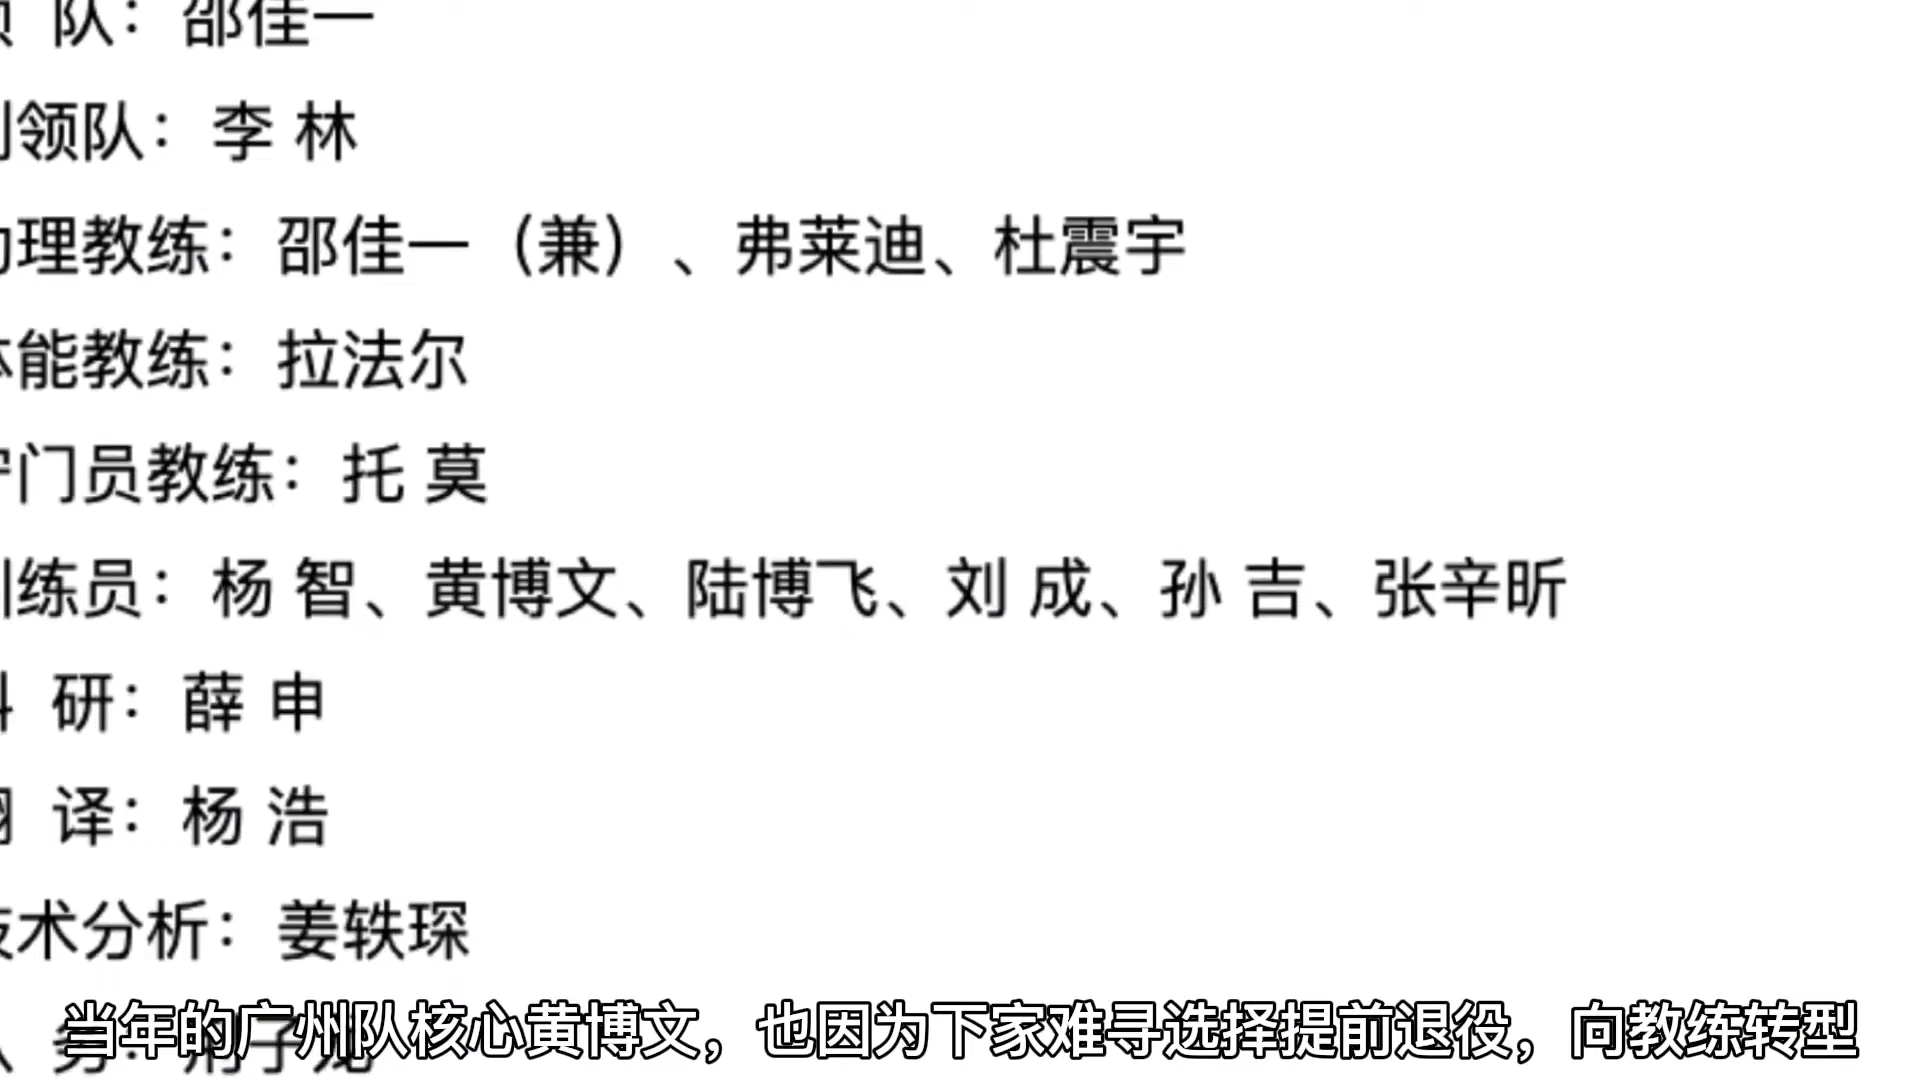 队：邵佳一
领队：李 林
理教练：邵佳一（兼）、弗莱迪、杜震宇
能教练：拉法尔
门员教练：托 莫
练员：杨 智、黄博文、陆博飞、刘 成、孙 吉、张辛昕
研：薛 申
译：杨 浩
术分析：姜轶琛
当年的广州队核心黄博文，也因为下家难寻选择提前退役，向教练转型